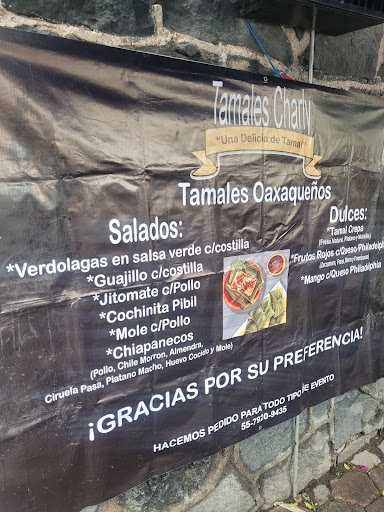 Tamales Charly
"Una Delicia de Tamal"
Tamales Oaxaqueños
Salados:
*Verdolagas en salsa verde c/costilla
*Guajillo c/costilla
*Jitomate c/Pollo
*Cochinita Pibil
*Mole c/Pollo
*Chiapanecos
(Pollo, Chile Morron, Almendra,
Ciruela Pasa, Platano Macho, Huevo Cocido y Mole)
Dulces:
*Tamal Crepa
*Frutos Rojos c/Queso Philadelphia
*Mango c/Queso Philadelphia
¡GRACIAS POR SU PREFERENCIA!
HACEMOS PEDIDO PARA TODO TIPO DE EVENTO
55-7920-9435